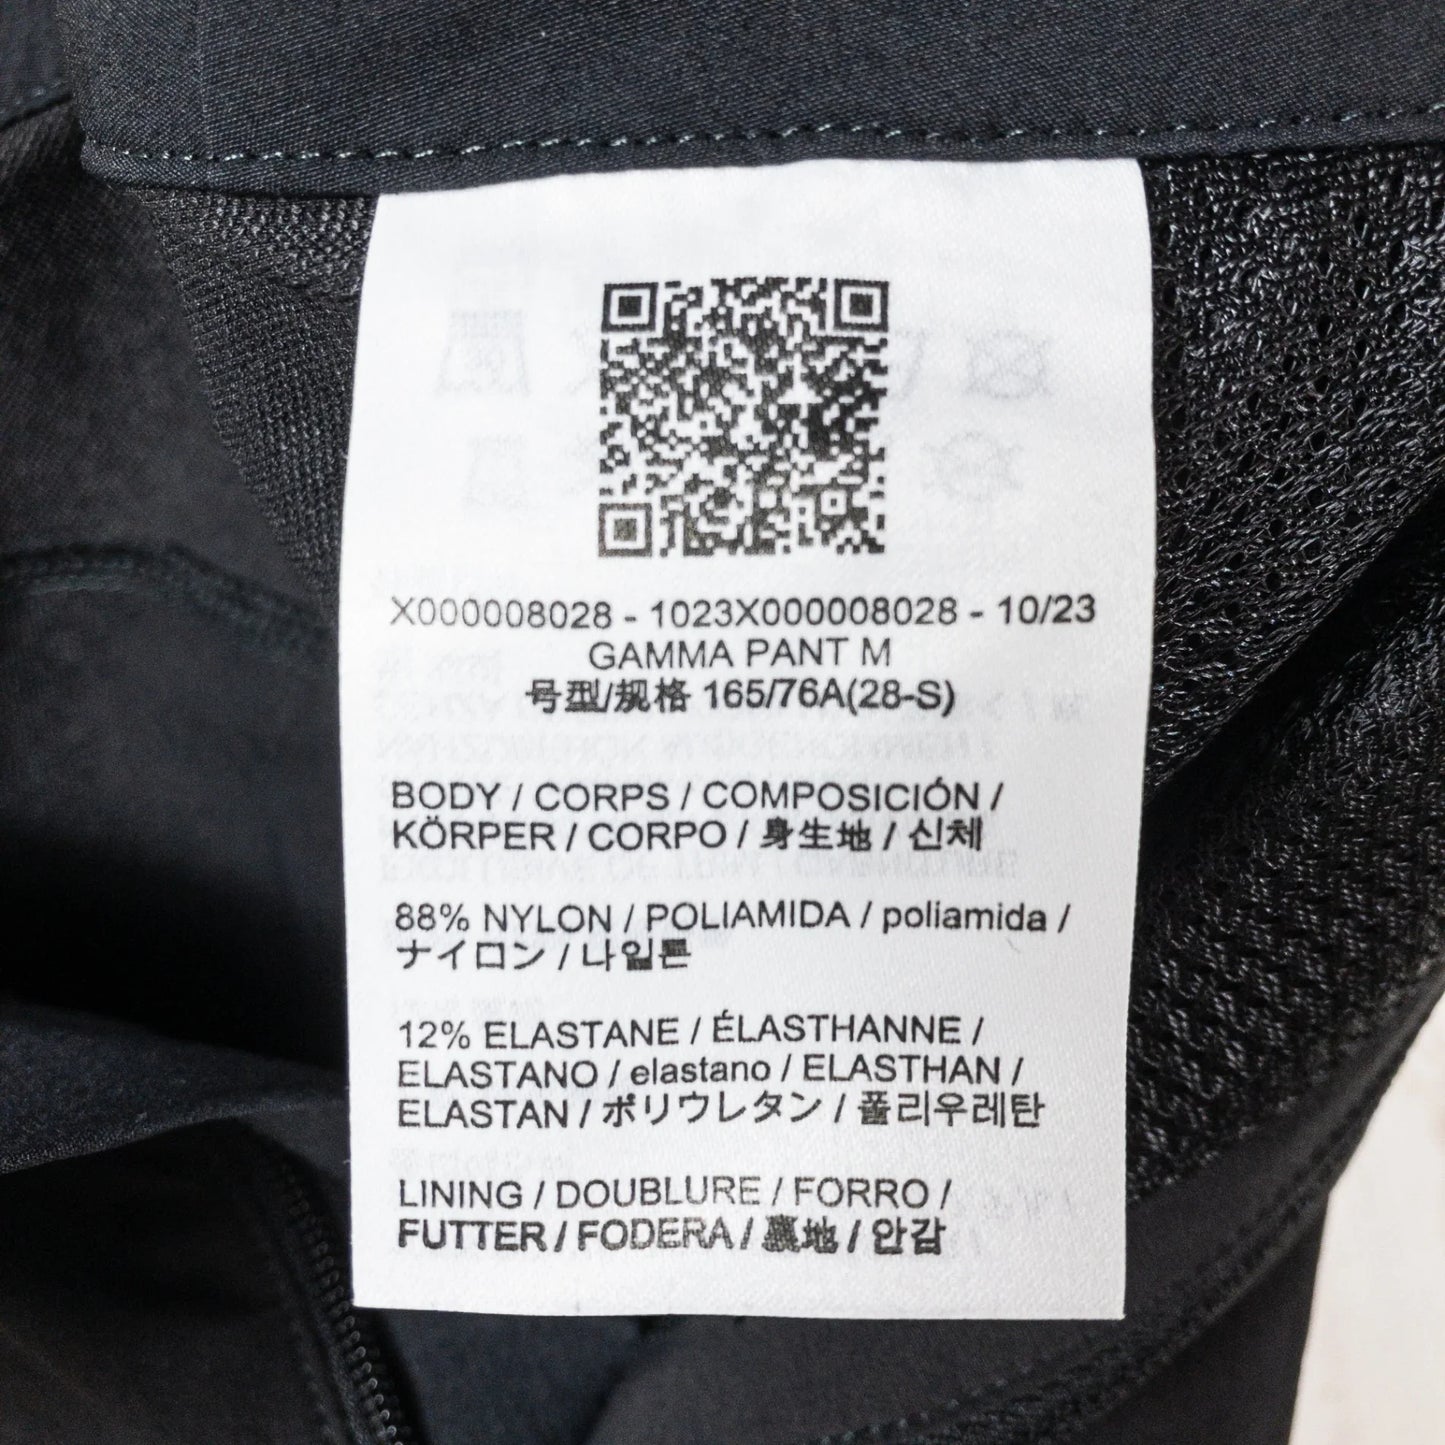 X000008028 - 1023X000008028 - 10/23
GAMMA PANT M
号型/规格 165/76A(28-S)
BODY / CORPS / COMPOSICIÓN /
KÖRPER / CORPO / 身生地 / 신체
88% NYLON / POLIAMIDA / poliamida /
ナイロン / 나일론
12% ELASTANE / ÉLASTHANNE /
ELASTANO / elastano / ELASTHAN /
ELASTAN / ポリウレタン / 폴리우레탄
LINING / DOUBLURE / FORRO /
FUTTER / FODERA / 裏地 / 안감